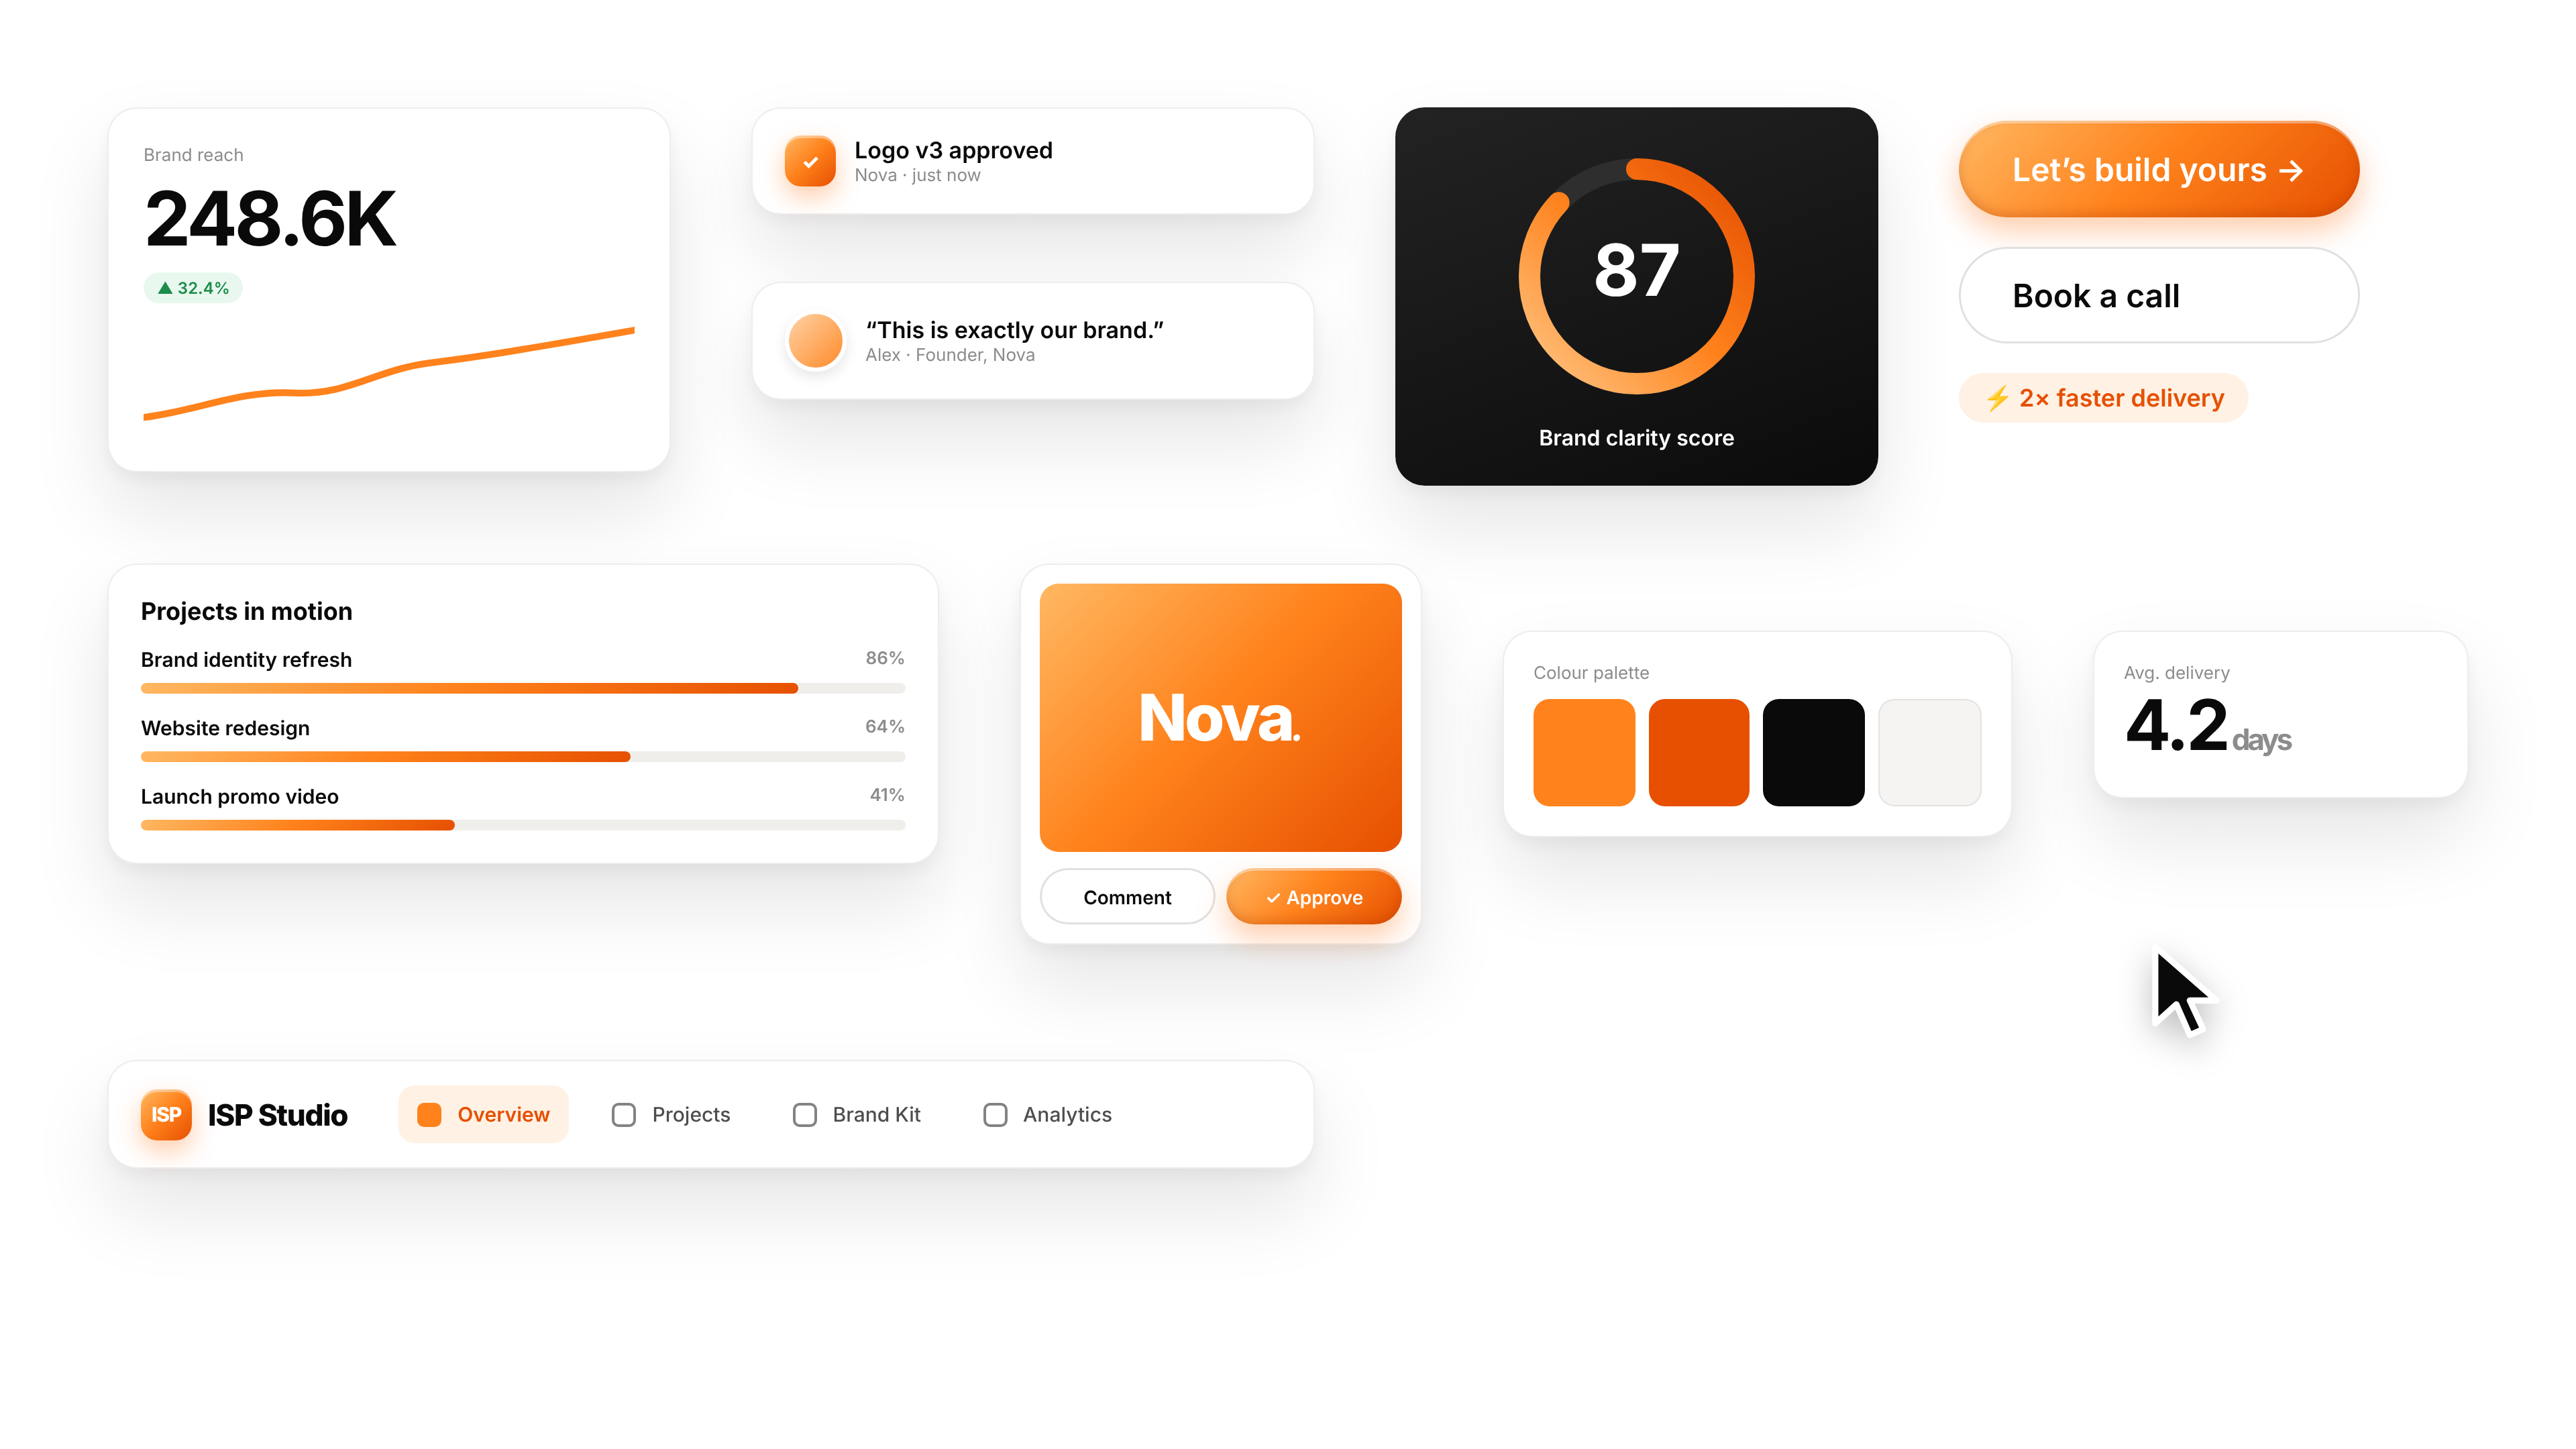 Brand reach
248.6K
▲ 32.4%
Logo v3 approved
Nova · just now
“This is exactly our brand.”
Alex · Founder, Nova
87
Brand clarity score
Let’s build yours →
Book a call
⚡ 2× faster delivery
Projects in motion
Brand identity refresh 86%
Website redesign 64%
Launch promo video 41%
Nova.
Comment
✓ Approve
Colour palette
Avg. delivery
4.2 days
ISP ISP Studio Overview Projects Brand Kit Analytics